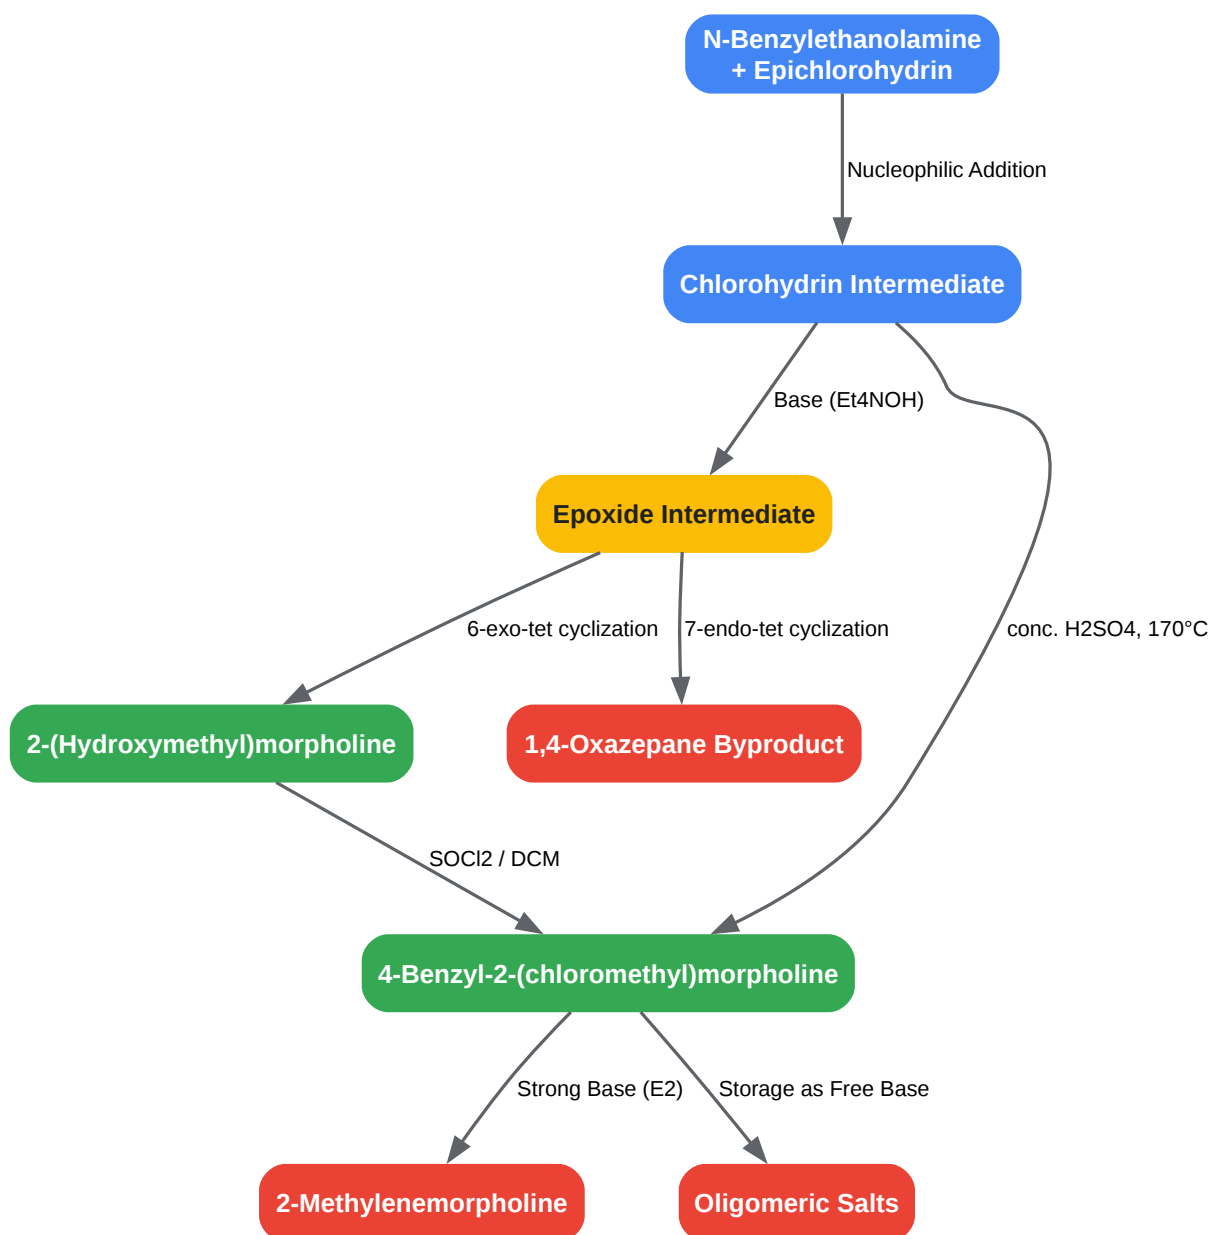 N-Benzylethanolamine
+ Epichlorohydrin
Nucleophilic Addition
Chlorohydrin Intermediate
Base (Et4NOH)
Epoxide Intermediate
6-exo-tet cyclization
7-endo-tet cyclization
conc. H2SO4, 170°C
2-(Hydroxymethyl)morpholine
1,4-Oxazepane Byproduct
SOCl2 / DCM
4-Benzyl-2-(chloromethyl)morpholine
Strong Base (E2)
Storage as Free Base
2-Methylenemorpholine
Oligomeric Salts